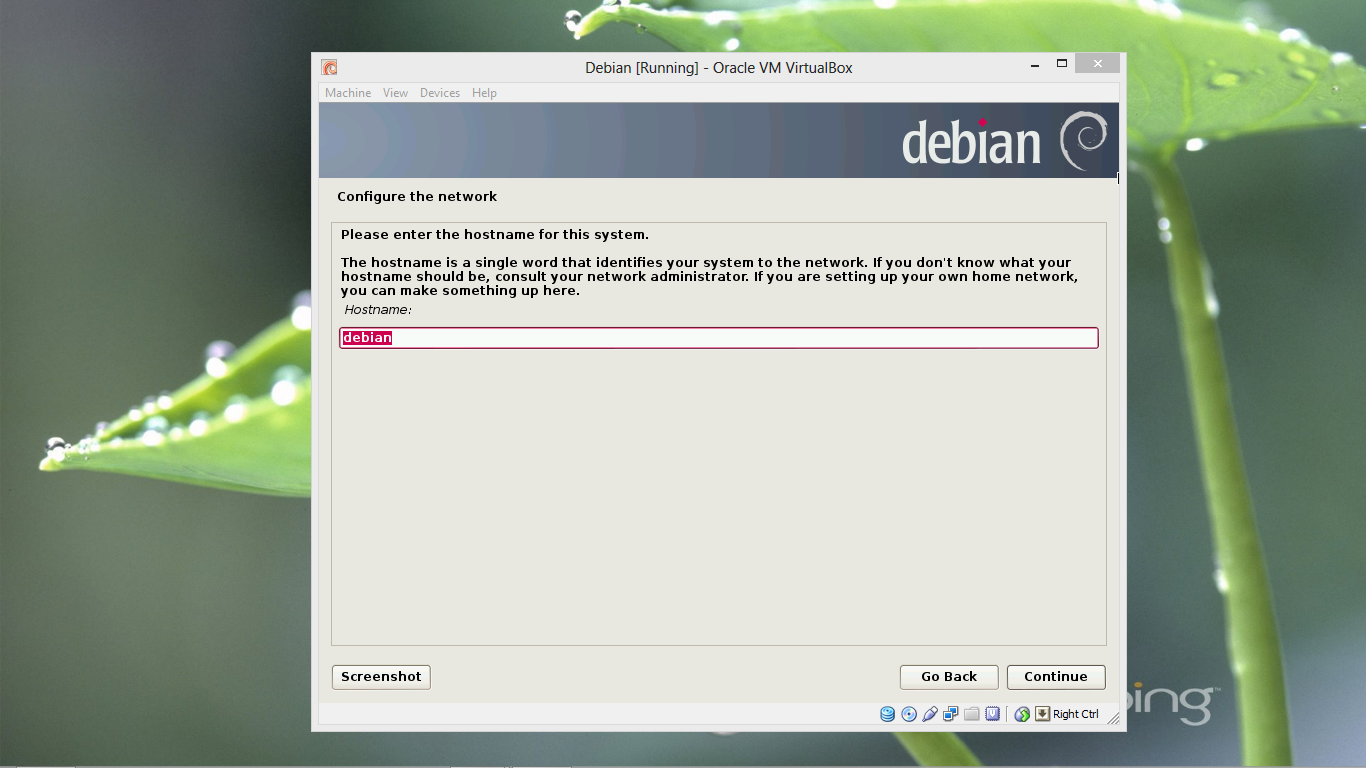 Debian [Running] - Oracle VM VirtualBox
Machine View Devices Help
debian
Configure the network
Please enter the hostname for this system.
The hostname is a single word that identifies your system to the network. If you don't know what your
hostname should be, consult your network administrator. If you are setting up your own home network,
you can make something up here.
Hostname:
debian
Screenshot Go Back Continue
Right Ctrl
bing™